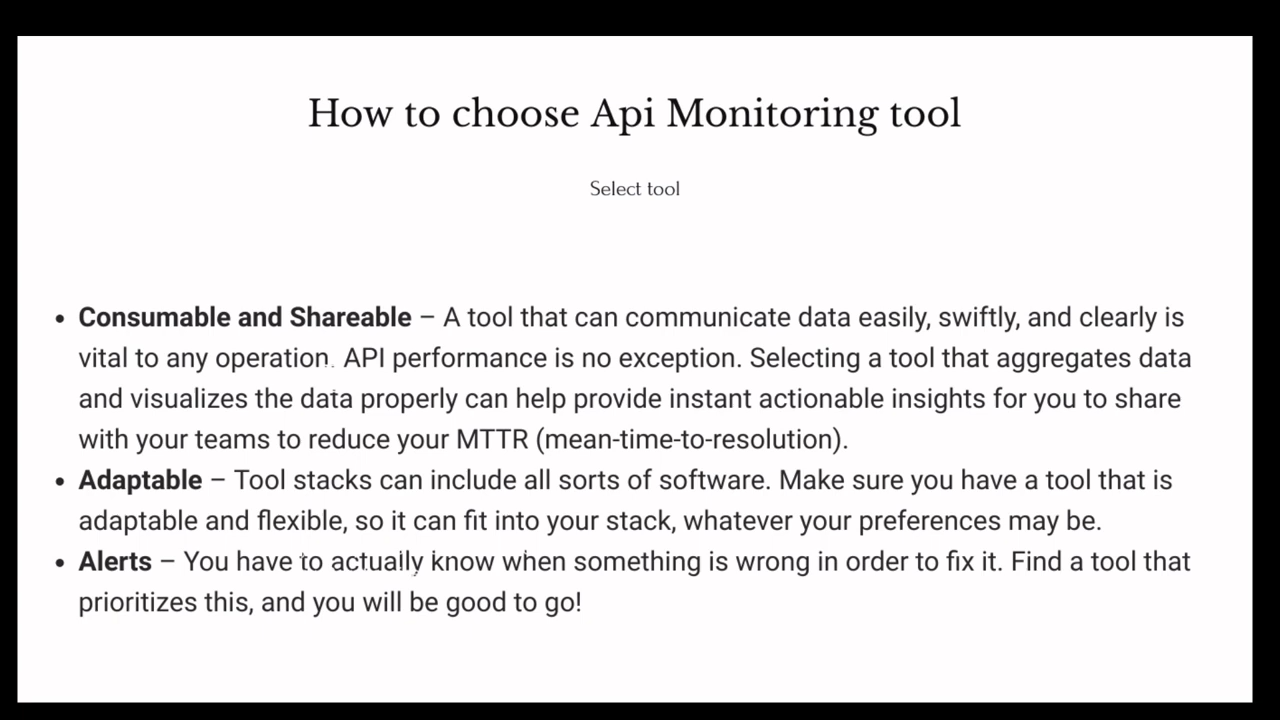 How to choose Api Monitoring tool
Select tool
• Consumable and Shareable – A tool that can communicate data easily, swiftly, and clearly is
vital to any operation. API performance is no exception. Selecting a tool that aggregates data
and visualizes the data properly can help provide instant actionable insights for you to share
with your teams to reduce your MTTR (mean-time-to-resolution).
• Adaptable – Tool stacks can include all sorts of software. Make sure you have a tool that is
adaptable and flexible, so it can fit into your stack, whatever your preferences may be.
• Alerts – You have to actually know when something is wrong in order to fix it. Find a tool that
prioritizes this, and you will be good to go!